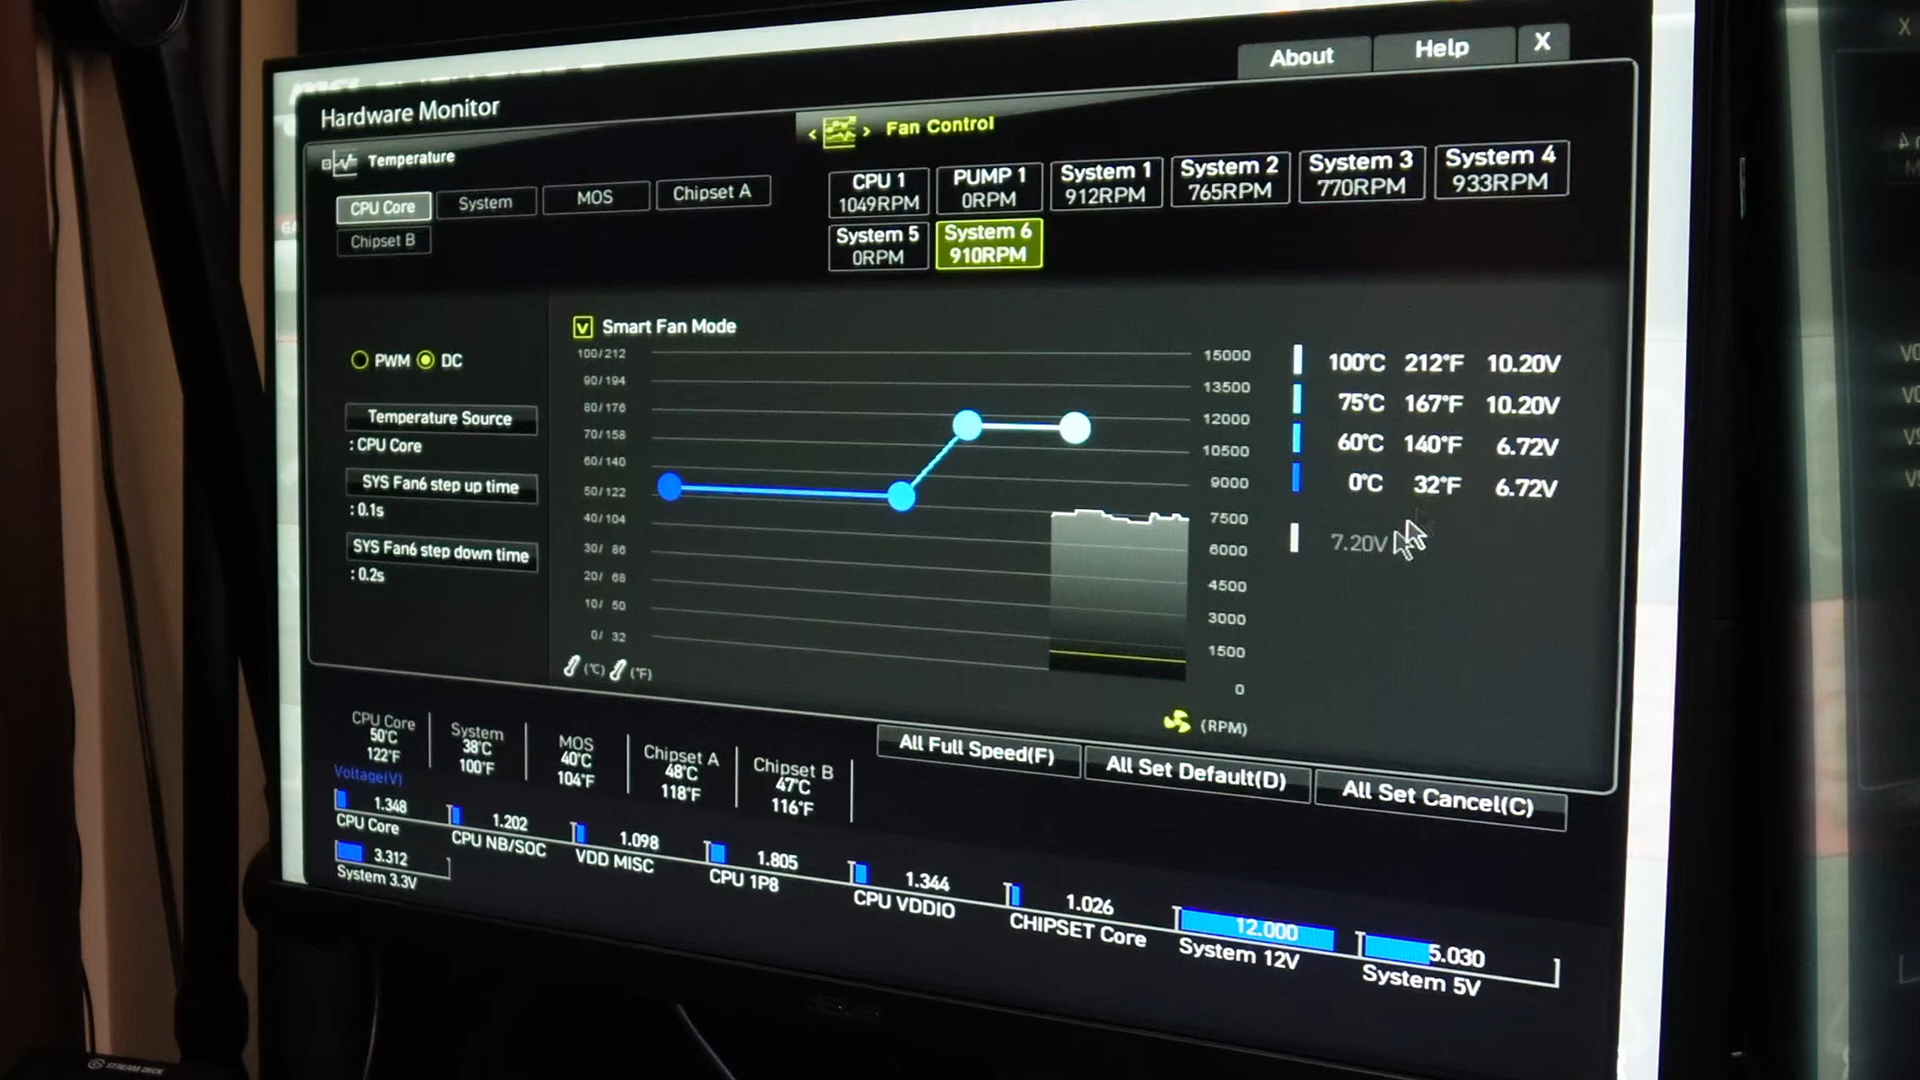 About
Help
X
Hardware Monitor
Temperature
CPU Core
System
MOS
Chipset A
Chipset B
< > Fan Control
CPU 1
1049RPM
PUMP 1
0RPM
System 1
912RPM
System 2
765RPM
System 3
770RPM
System 4
933RPM
System 5
0RPM
System 6
910RPM
PWM
DC
Temperature Source
: CPU Core
SYS Fan6 step up time
: 0.1s
SYS Fan6 step down time
: 0.2s
Smart Fan Mode
100/212
90/194
80/176
70/158
60/140
50/122
40/104
30/ 86
20/ 68
10/ 50
0/ 32
(°C) (°F)
15000
13500
12000
10500
9000
7500
6000
4500
3000
1500
0
(RPM)
100°C 212°F 10.20V
75°C 167°F 10.20V
60°C 140°F 6.72V
0°C 32°F 6.72V
7.20V
All Full Speed(F)
All Set Default(D)
All Set Cancel(C)
CPU Core
50°C
122°F
System
38°C
100°F
MOS
40°C
104°F
Chipset A
48°C
118°F
Chipset B
47°C
116°F
Voltage(V)
1.348
CPU Core
1.202
CPU NB/SOC
1.098
VDD MISC
1.805
CPU 1P8
1.344
CPU VDDIO
1.026
CHIPSET Core
12.000
System 12V
5.030
System 5V
3.312
System 3.3V
ASUS
STREAM DECK